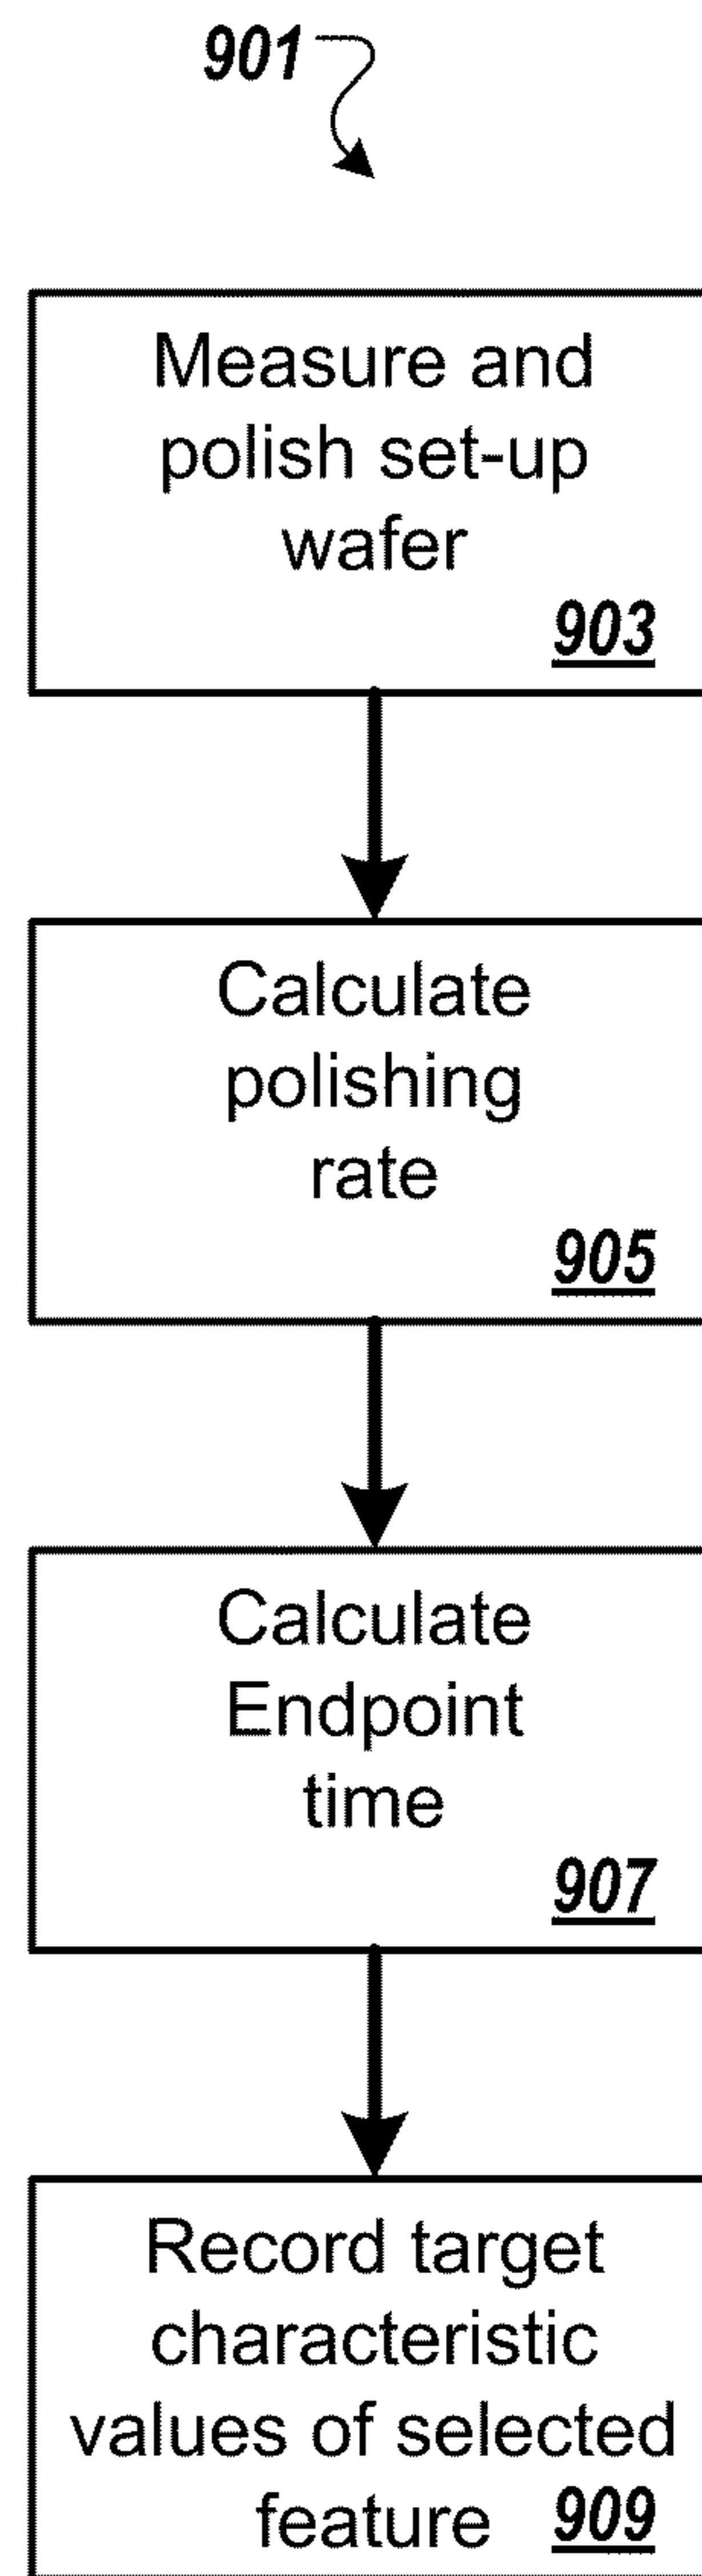 901
Measure and
polish set-up
wafer
903
Calculate
polishing
rate
905
Calculate
Endpoint
time
907
Record target
characteristic
values of selected
feature 909